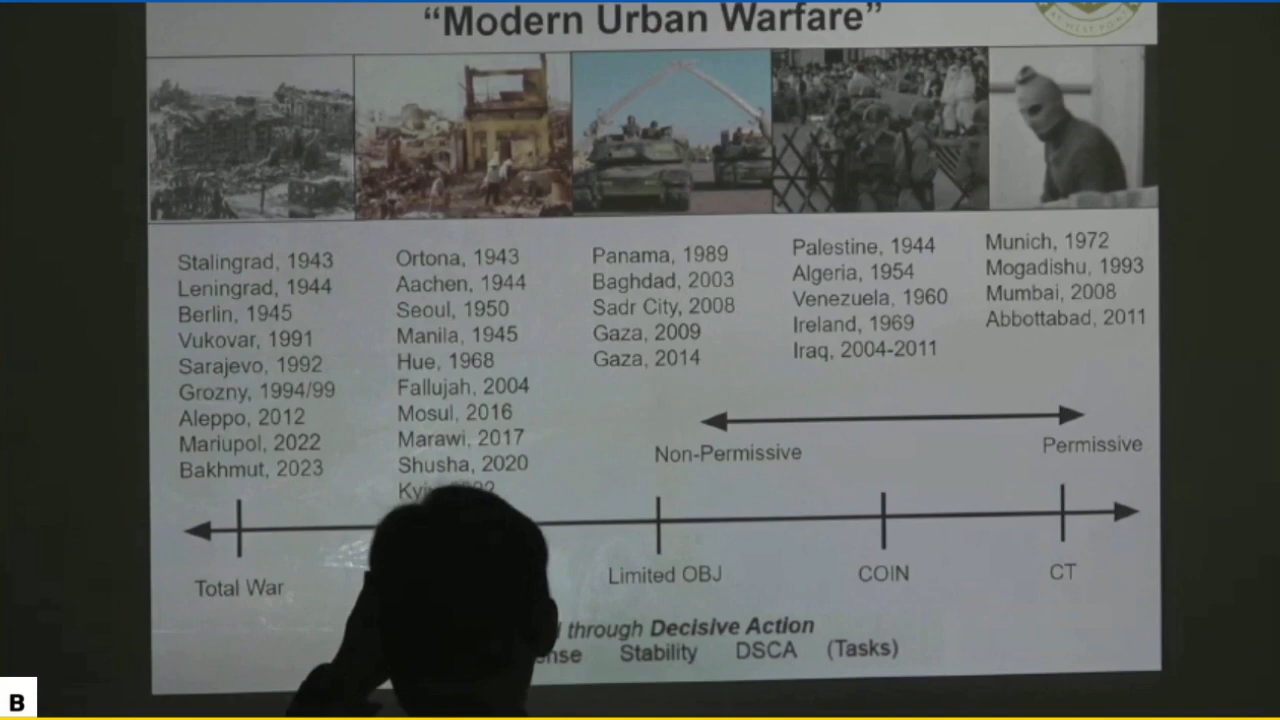 "Modern Urban Warfare"
AT WEST POINT
Stalingrad, 1943
Leningrad, 1944
Berlin, 1945
Vukovar, 1991
Sarajevo, 1992
Grozny, 1994/99
Aleppo, 2012
Mariupol, 2022
Bakhmut, 2023
Ortona, 1943
Aachen, 1944
Seoul, 1950
Manila, 1945
Hue, 1968
Fallujah, 2004
Mosul, 2016
Marawi, 2017
Shusha, 2020
Panama, 1989
Baghdad, 2003
Sadr City, 2008
Gaza, 2009
Gaza, 2014
Palestine, 1944
Algeria, 1954
Venezuela, 1960
Ireland, 1969
Iraq, 2004-2011
Munich, 1972
Mogadishu, 1993
Mumbai, 2008
Abbottabad, 2011
Non-Permissive
Permissive
Total War
Limited OBJ
COIN
CT
through Decisive Action
Stability DSCA (Tasks)
B